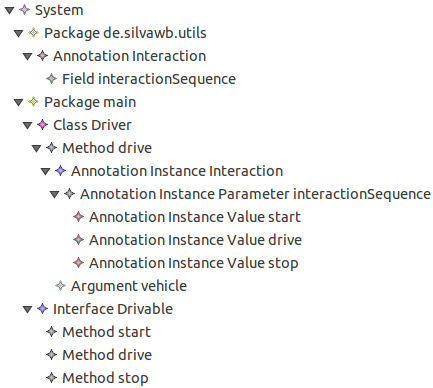 System
Package de.silvawb.utils
Annotation Interaction
Field interactionSequence
Package main
Class Driver
Method drive
Annotation Instance Interaction
Annotation Instance Parameter interactionSequence
Annotation Instance Value start
Annotation Instance Value drive
Annotation Instance Value stop
Argument vehicle
Interface Drivable
Method start
Method drive
Method stop